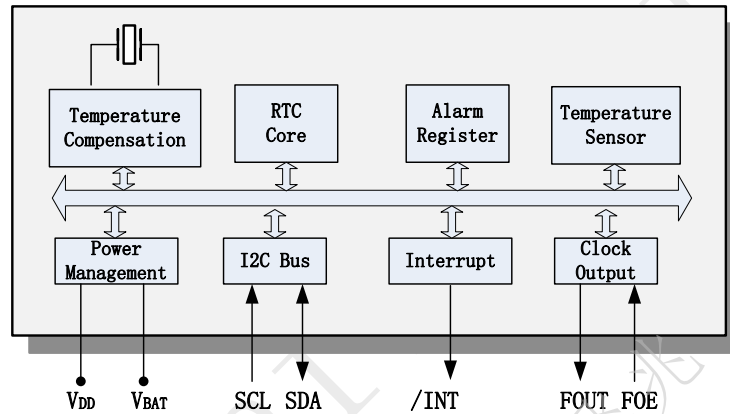 Temperature
Compensation
RTC
Core
Alarm
Register
Temperature
Sensor
Power
Management
I2C Bus
Interrupt
Clock
Output
VDD
VBAT
SCL
SDA
/INT
FOUT
FOE